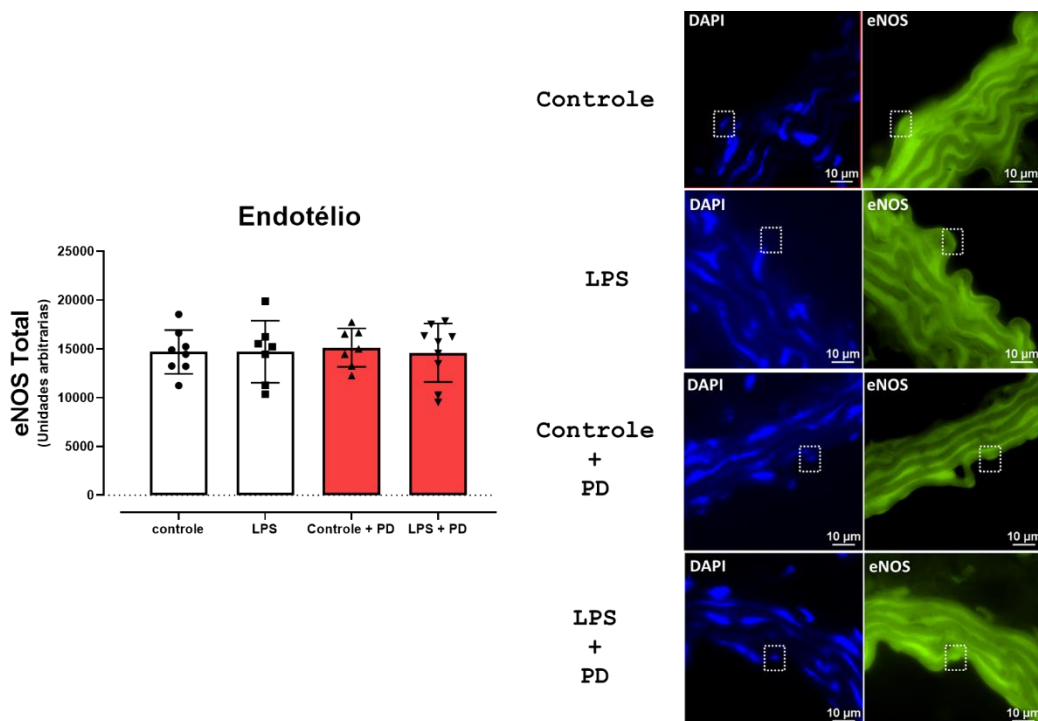 Endotélio
eNOS Total
(Unidades arbitrarias)
25000
20000
15000
10000
5000
0
controle
LPS
Controle + PD
LPS + PD
Controle
DAPI
eNOS
10 µm
10 µm
LPS
DAPI
eNOS
10 µm
10 µm
Controle
+
PD
DAPI
eNOS
10 µm
10 µm
LPS
+
PD
DAPI
eNOS
10 µm
10 µm